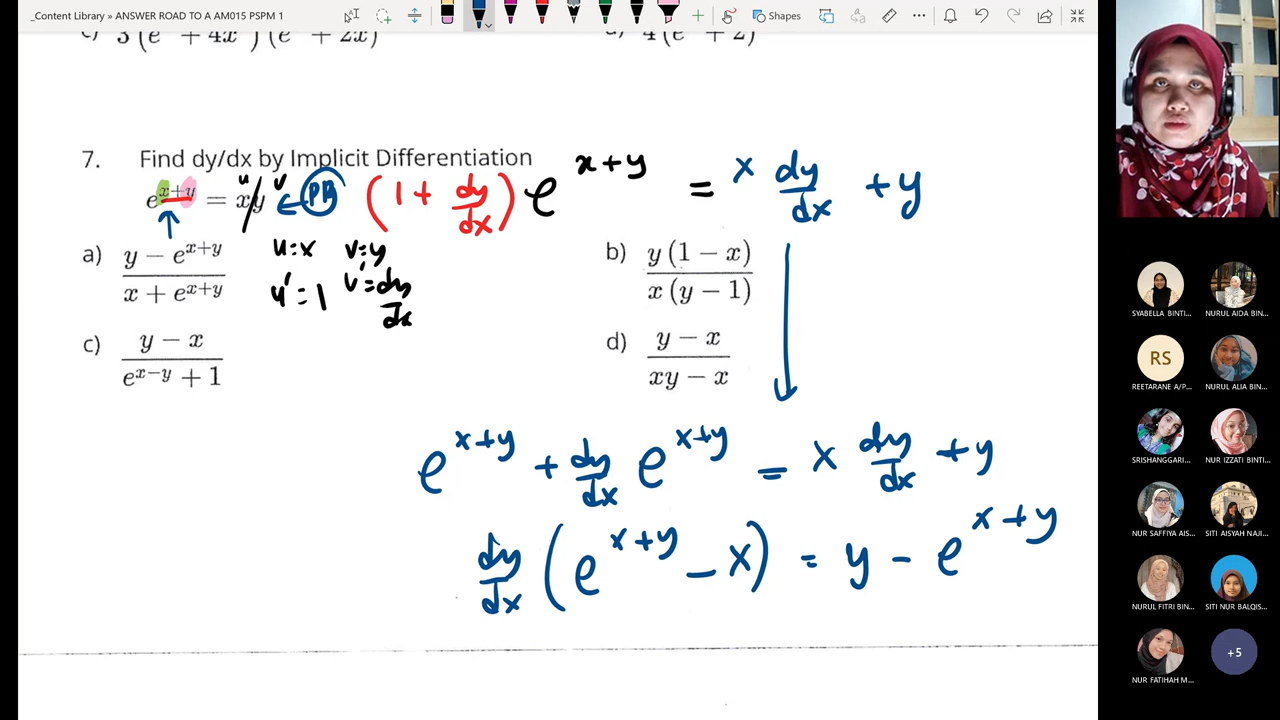 _Content Library » ANSWER ROAD TO A AM015 PSPM 1
Shapes
7. Find dy/dx by Implicit Differentiation
e^{x+y} = xy u v ← PR (1 + dy/dx) e^{x+y} = x dy/dx + y
u=x v=y
u' = 1 v' = dy/dx
a) (y − e^{x+y})/(x + e^{x+y})
b) y(1 − x)/x(y − 1)
c) (y − x)/(e^{x−y} + 1)
d) (y − x)/(xy − x)
e^{x+y} + dy/dx e^{x+y} = x dy/dx + y
dy/dx (e^{x+y} − x) = y − e^{x+y}
SYABELLA BINTI...
NURUL AIDA BIN...
RS
REETARANE A/P...
NURUL ALIA BIN...
SRISHANGGARI...
NUR IZZATI BINTI...
NUR SAFFIYA AIS...
SITI AISYAH NAJI...
NURUL FITRI BIN...
SITI NUR BALQIS...
NUR FATIHAH M...
+5